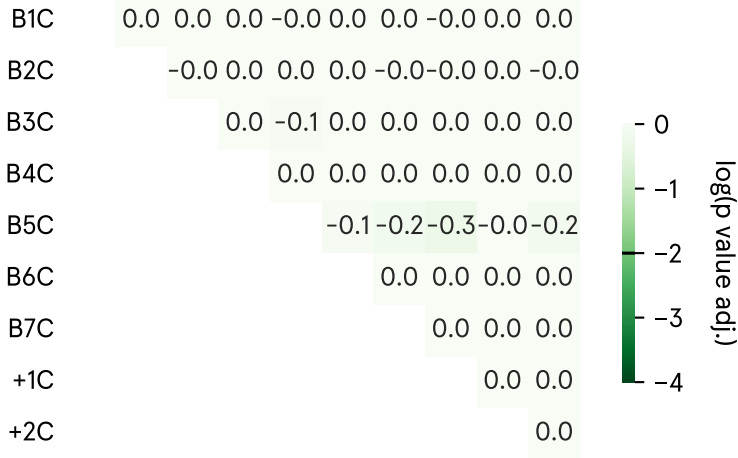 B1C 0.0 0.0 0.0 -0.0 0.0 0.0 -0.0 0.0 0.0
B2C -0.0 0.0 0.0 0.0 -0.0 -0.0 0.0 -0.0
B3C 0.0 -0.1 0.0 0.0 0.0 0.0 0.0
B4C 0.0 0.0 0.0 0.0 0.0 0.0
B5C -0.1 -0.2 -0.3 -0.0 -0.2
B6C 0.0 0.0 0.0 0.0
B7C 0.0 0.0 0.0
+1C 0.0 0.0
+2C 0.0
0
−1
−2
−3
−4
log(p value adj.)